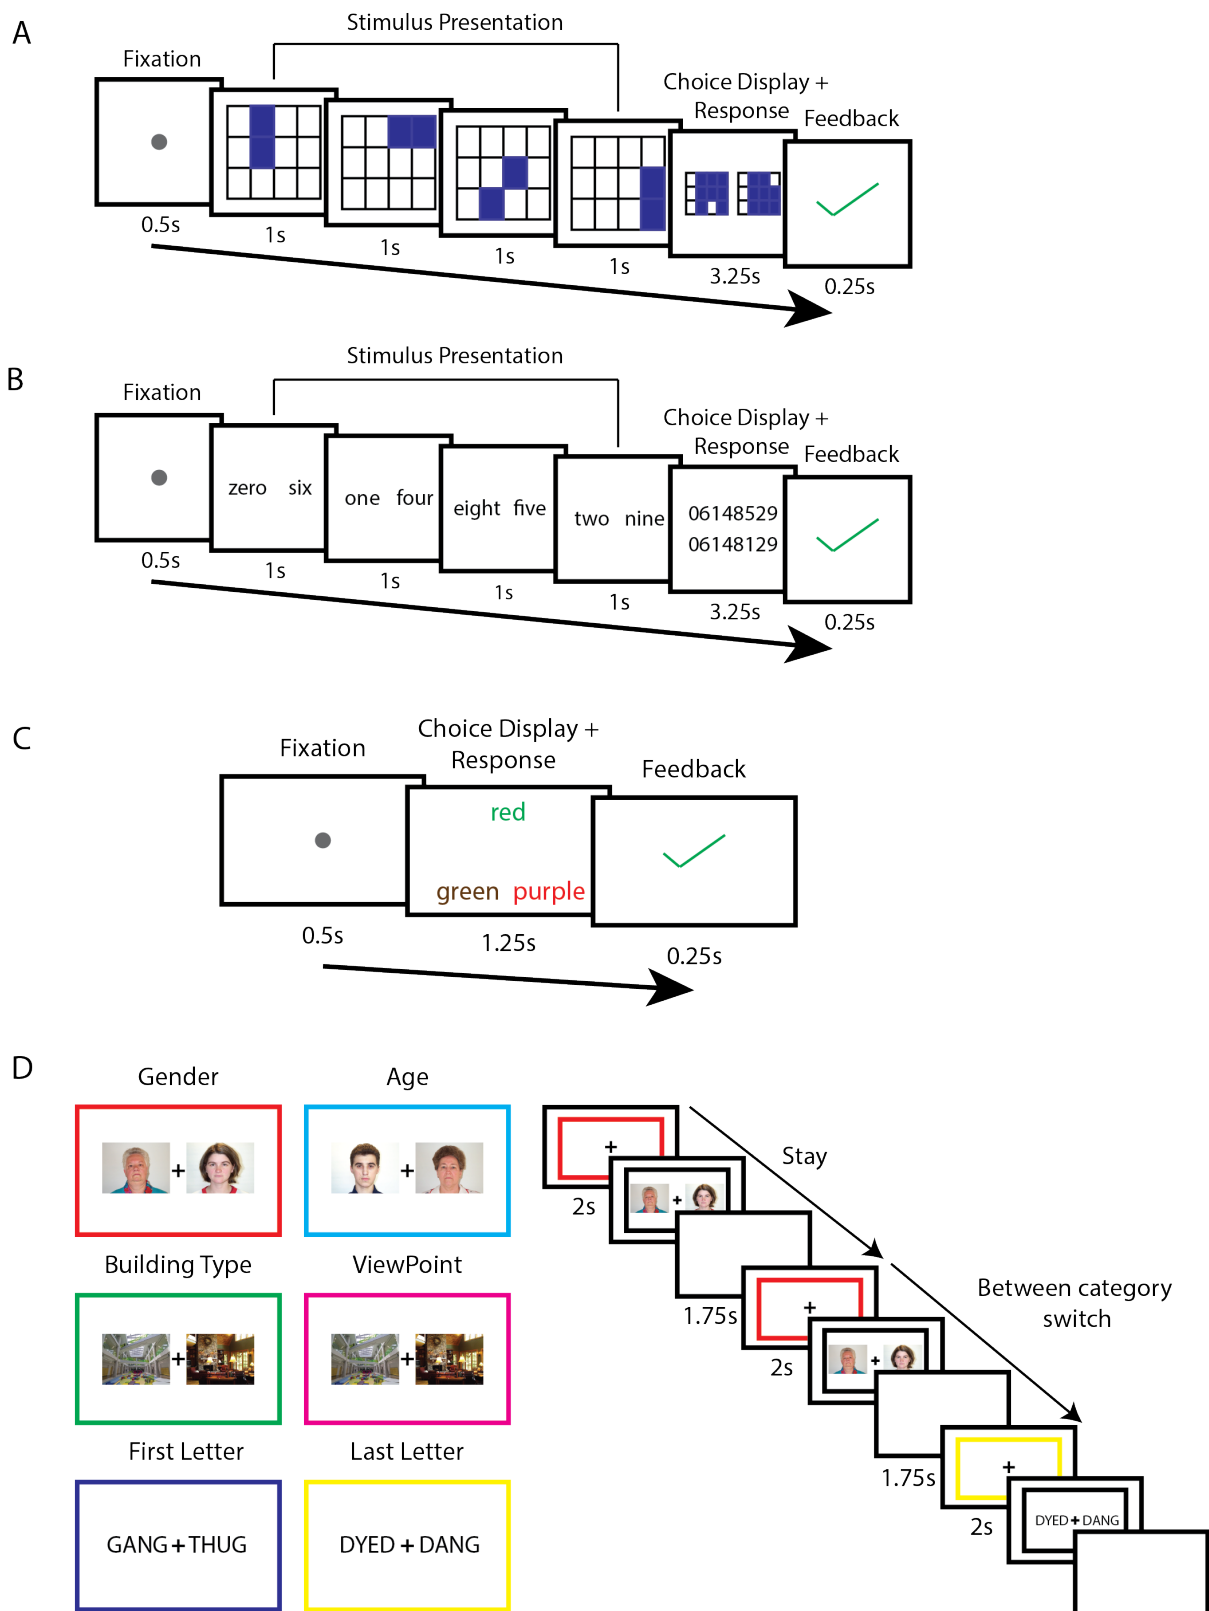 A
Stimulus Presentation
Fixation
Choice Display +
Response
Feedback
0.5s
1s
1s
1s
1s
3.25s
0.25s
B
Stimulus Presentation
Fixation
Choice Display +
Response
Feedback
zero six
one four
eight five
two nine
06148529
06148129
0.5s
1s
1s
1s
1s
3.25s
0.25s
C
Fixation
Choice Display +
Response
Feedback
red
green purple
0.5s
1.25s
0.25s
D
Gender
Age
+
+
Building Type
ViewPoint
+
+
First Letter
Last Letter
GANG + THUG
DYED + DANG
+
Stay
2s
+
1.75s
+
Between category
switch
2s
+
1.75s
+
2s
DYED + DANG